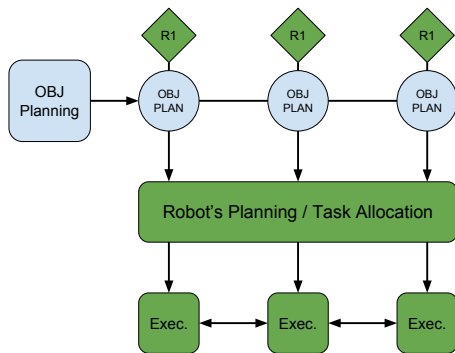 R1
R1
R1
OBJ
Planning
OBJ
PLAN
OBJ
PLAN
OBJ
PLAN
Robot's Planning / Task Allocation
Exec.
Exec.
Exec.